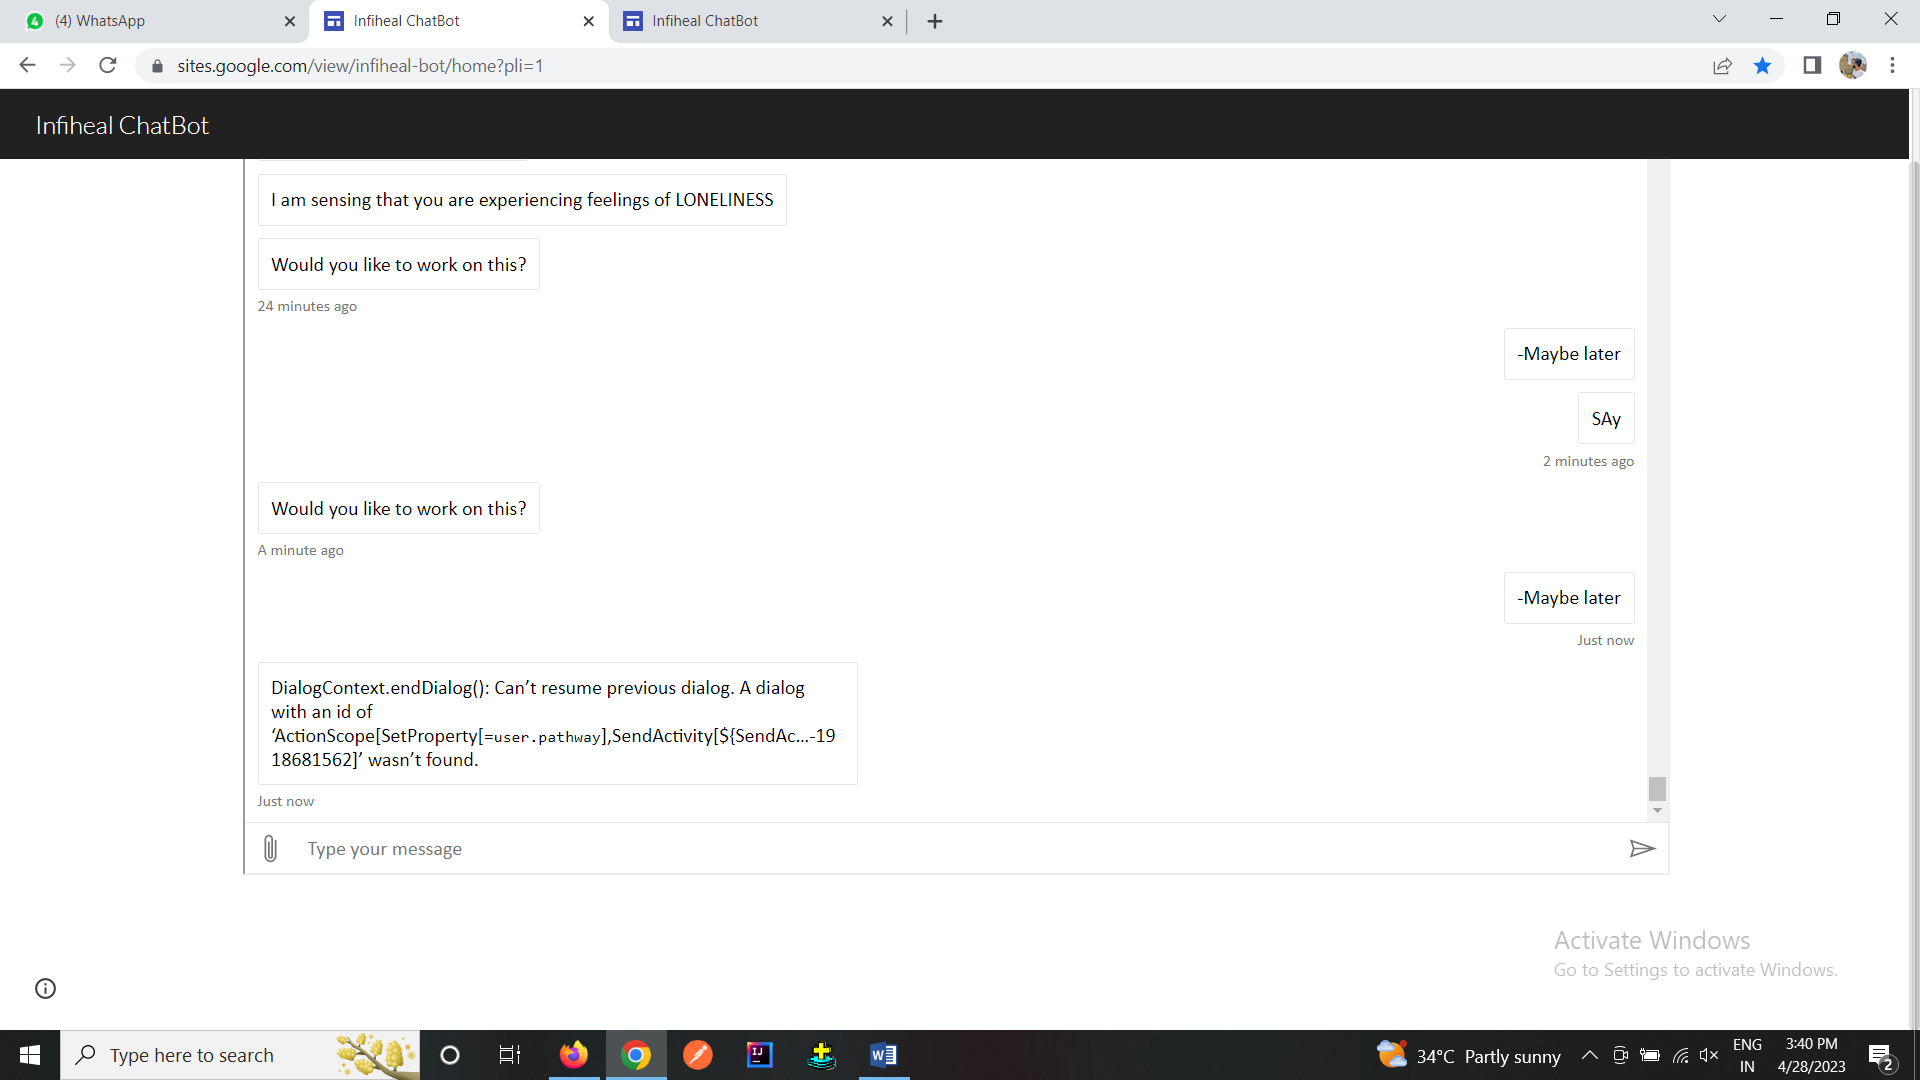 (4) WhatsApp
Infiheal ChatBot
Infiheal ChatBot
sites.google.com/view/infiheal-bot/home?pli=1
Infiheal ChatBot
I am sensing that you are experiencing feelings of LONELINESS
Would you like to work on this?
24 minutes ago
-Maybe later
SAy
2 minutes ago
Would you like to work on this?
A minute ago
-Maybe later
Just now
DialogContext.endDialog(): Can’t resume previous dialog. A dialog
with an id of
‘ActionScope[SetProperty[=user.pathway],SendActivity[${SendAc...-19
18681562]’ wasn’t found.
Just now
Type your message
Activate Windows
Go to Settings to activate Windows.
Type here to search
34°C Partly sunny
ENG
IN
3:40 PM
4/28/2023
2